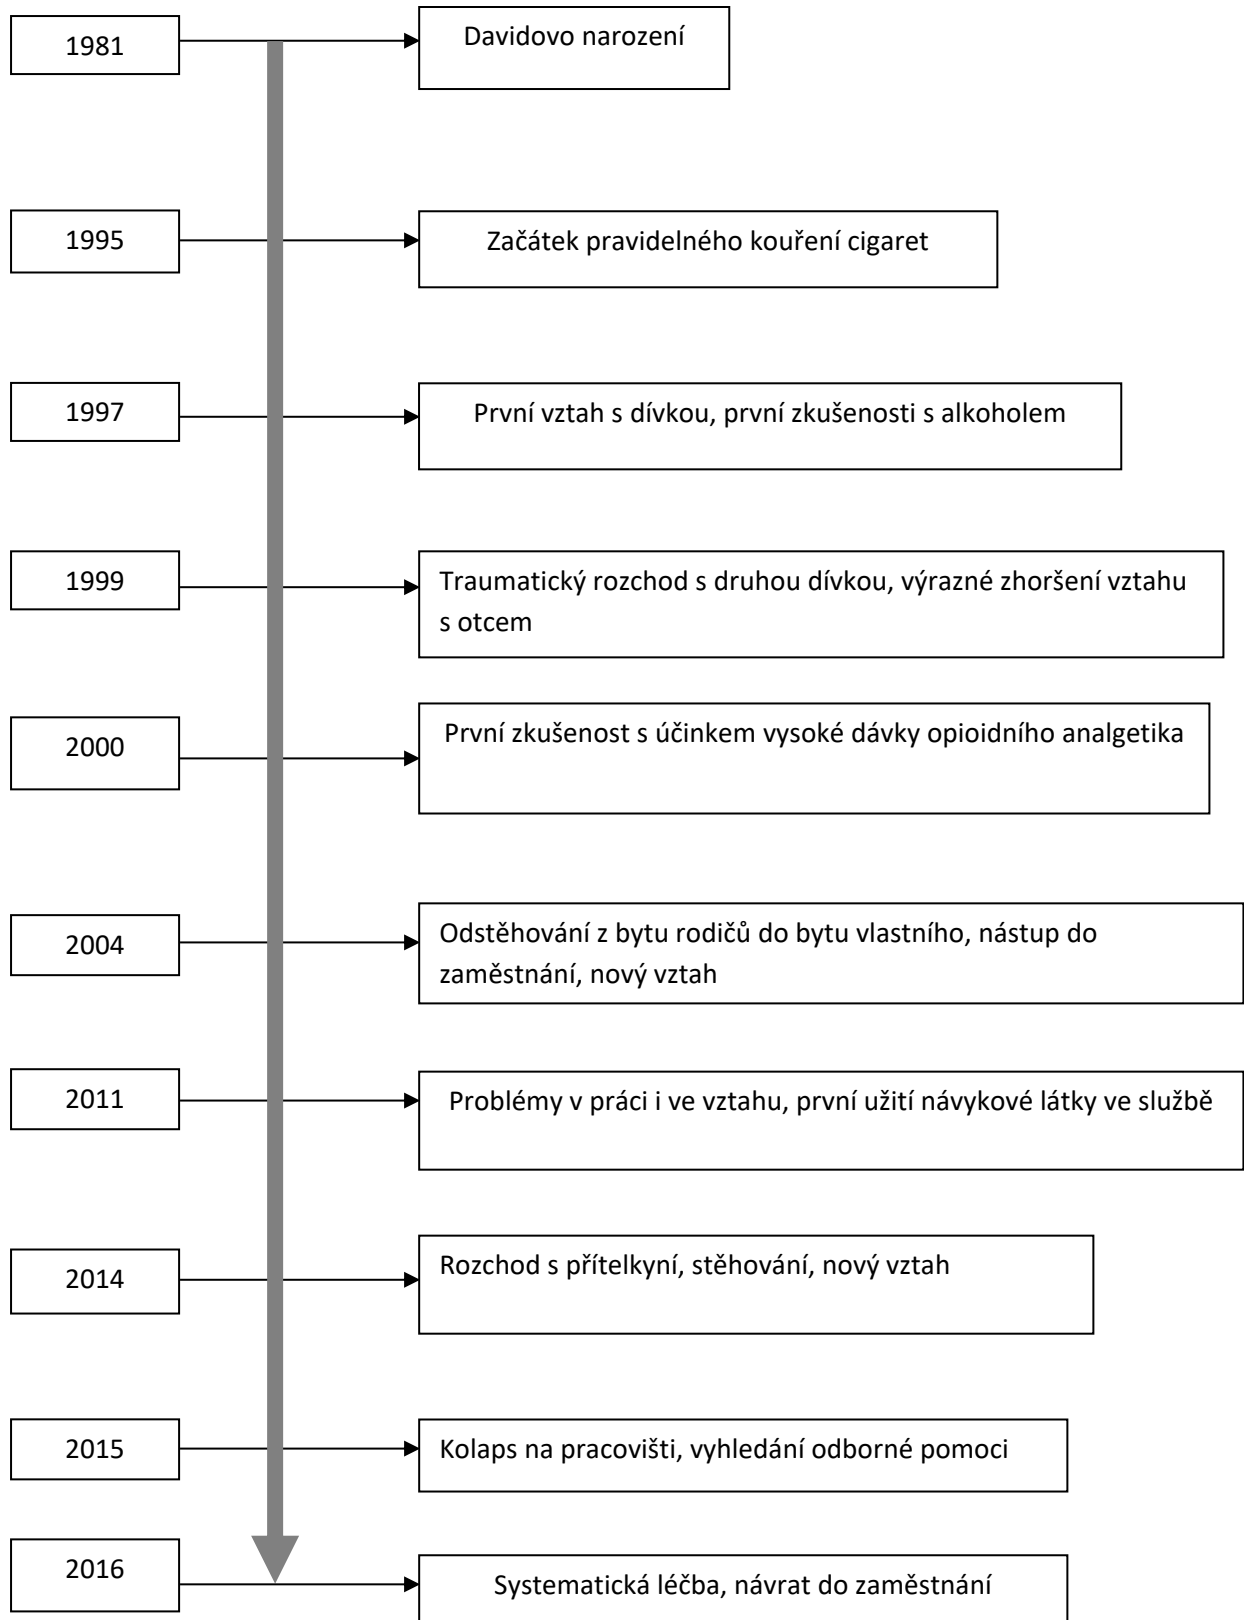 1981
Davidovo narození
1995
Začátek pravidelného kouření cigaret
1997
První vztah s dívkou, první zkušenosti s alkoholem
1999
Traumatický rozchod s druhou dívkou, výrazné zhoršení vztahu
s otcem
2000
První zkušenost s účinkem vysoké dávky opioidního analgetika
2004
Odstěhování z bytu rodičů do bytu vlastního, nástup do
zaměstnání, nový vztah
2011
Problémy v práci i ve vztahu, první užití návykové látky ve službě
2014
Rozchod s přítelkyní, stěhování, nový vztah
2015
Kolaps na pracovišti, vyhledání odborné pomoci
2016
Systematická léčba, návrat do zaměstnání